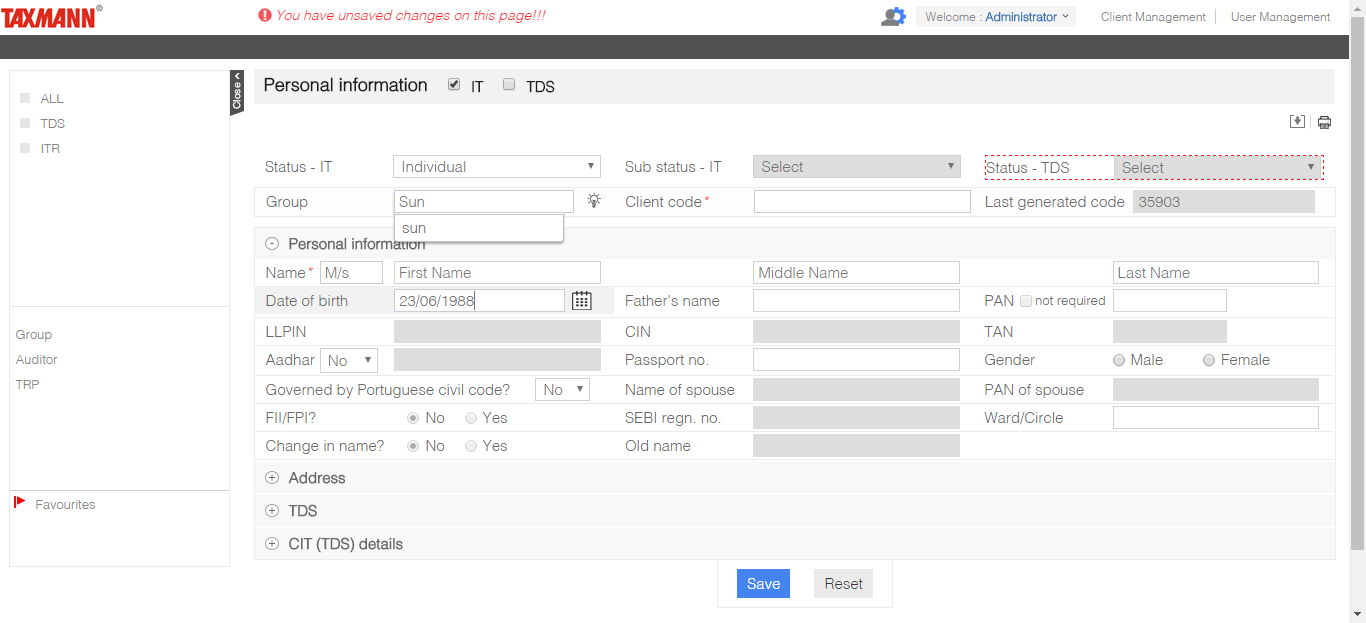 TAXMANN®
You have unsaved changes on this page!!!
Welcome : Administrator
Client Management
User Management
Close
ALL
TDS
ITR
Group
Auditor
TRP
Favourites
Personal information IT TDS
Status - IT Individual Sub status - IT Select Status - TDS Select
Group Sun Client code* Last generated code 35903
sun
Personal information
Name* M/s First Name Middle Name Last Name
Date of birth 23/06/1988 Father's name PAN not required
LLPIN CIN TAN
Aadhar No Passport no. Gender Male Female
Governed by Portuguese civil code? No Name of spouse PAN of spouse
FII/FPI? No Yes SEBI regn. no. Ward/Circle
Change in name? No Yes Old name
Address
TDS
CIT (TDS) details
Save Reset